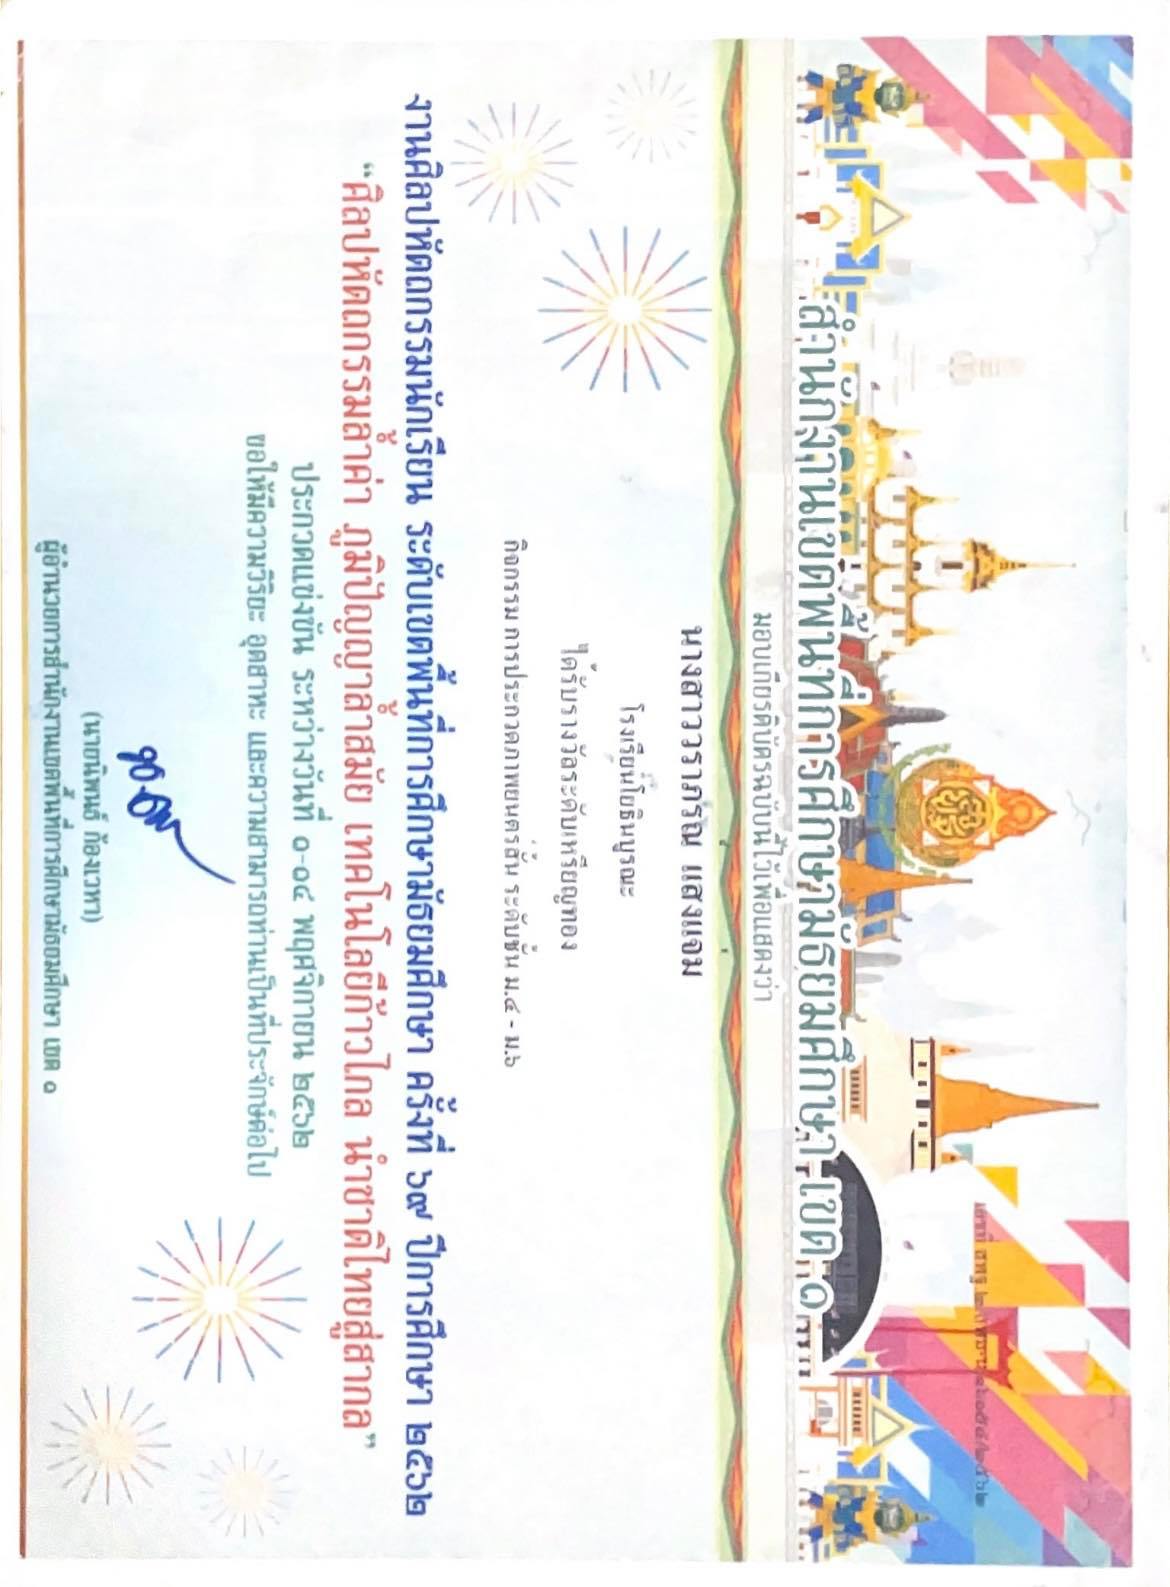 เลขที่ สพฐ.๒
สำนักงานเขตพื้นที่การศึกษามัธยมศึกษา เขต ๑
มอบเกียรติบัตรฉบับนี้ไว้เพื่อแสดงว่า
นางสาววราภรณ์ แสงแจ่ม
โรงเรียนโยธินบูรณะ
ได้รับรางวัลระดับเหรียญทอง
กิจกรรม การประกวดภาพยนตร์สั้น ระดับชั้น ม.๔ - ม.๖
งานศิลปหัตถกรรมนักเรียน ระดับเขตพื้นที่การศึกษามัธยมศึกษา ครั้งที่ ๖๙ ปีการศึกษา ๒๕๖๒
“ศิลปหัตถกรรมล้ำค่า ภูมิปัญญาล้ำสมัย เทคโนโลยีก้าวไกล นำชาติไทยสู่สากล”
ประกวดแข่งขัน ระหว่างวันที่ ๑-๑๔ พฤศจิกายน ๒๕๖๒
ขอให้มีความวิริยะ อุตสาหะ และความสามารถท่านเป็นที่ประจักษ์ต่อไป
(นายนิพนธ์ ก้องเวหา)
ผู้อำนวยการสำนักงานเขตพื้นที่การศึกษามัธยมศึกษา เขต ๑